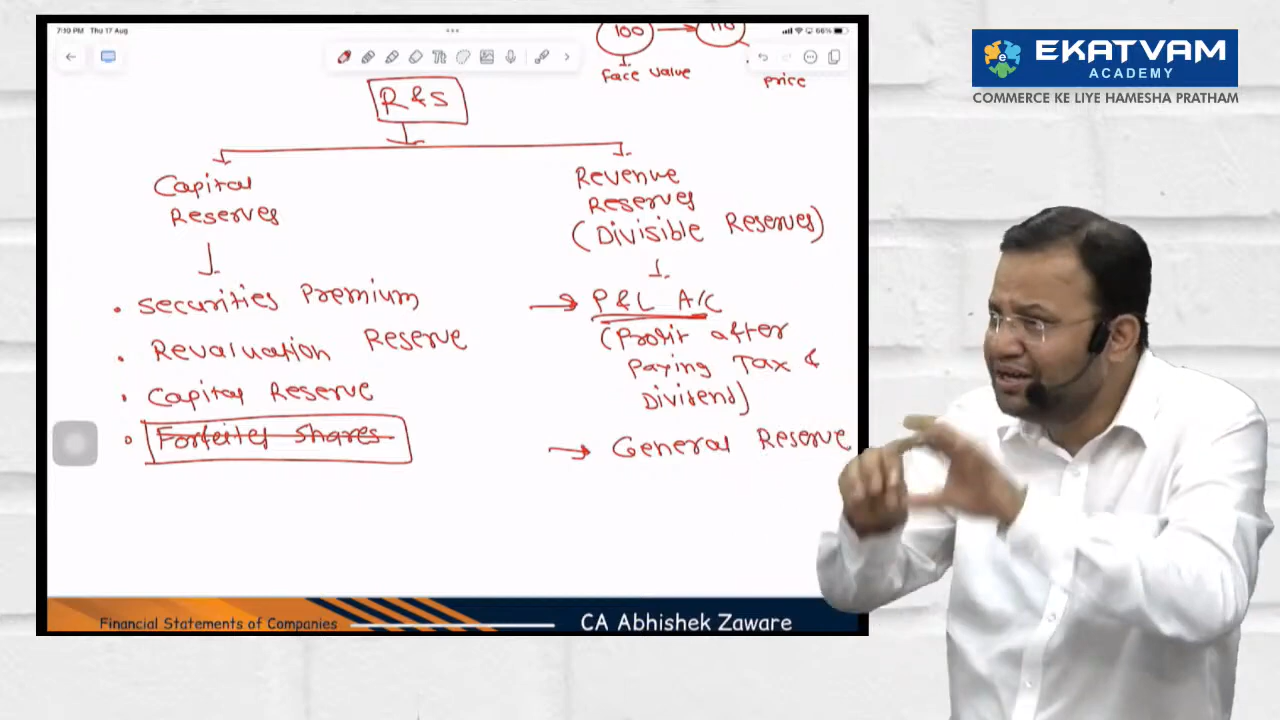 7:10 PM Thu 17 Aug
66%
100
110
Face Value
price
R & S
Capital
Reserves
• Securities Premium
• Revaluation Reserve
• Capital Reserve
• Forfeited Shares
Revenue
Reserves
(Divisible Reserves)
→ P & L A/C
(Profit after
Paying Tax &
Dividend)
→ General Reserve
Financial Statements of Companies
CA Abhishek Zaware
EKATVAM
ACADEMY
COMMERCE KE LIYE HAMESHA PRATHAM